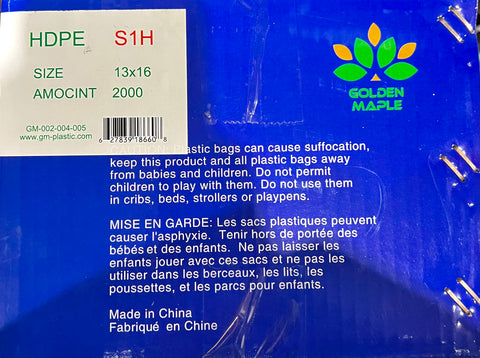 HDPE S1H
SIZE 13x16
AMOCINT 2000
GM-002-004-005
www.gm-plastic.com
6 27839 18660 8
GOLDEN
MAPLE
CAUTION: Plastic bags can cause suffocation,
keep this product and all plastic bags away
from babies and children. Do not permit
children to play with them. Do not use them
in cribs, beds, strollers or playpens.
MISE EN GARDE: Les sacs plastiques peuvent
causer l'asphyxie. Tenir hors de portée des
bébés et des enfants. Ne pas laisser les
enfants jouer avec ces sacs et ne pas les
utiliser dans les berceaux, les lits, les
poussettes, et les parcs pour enfants.
Made in China
Fabriqué en Chine